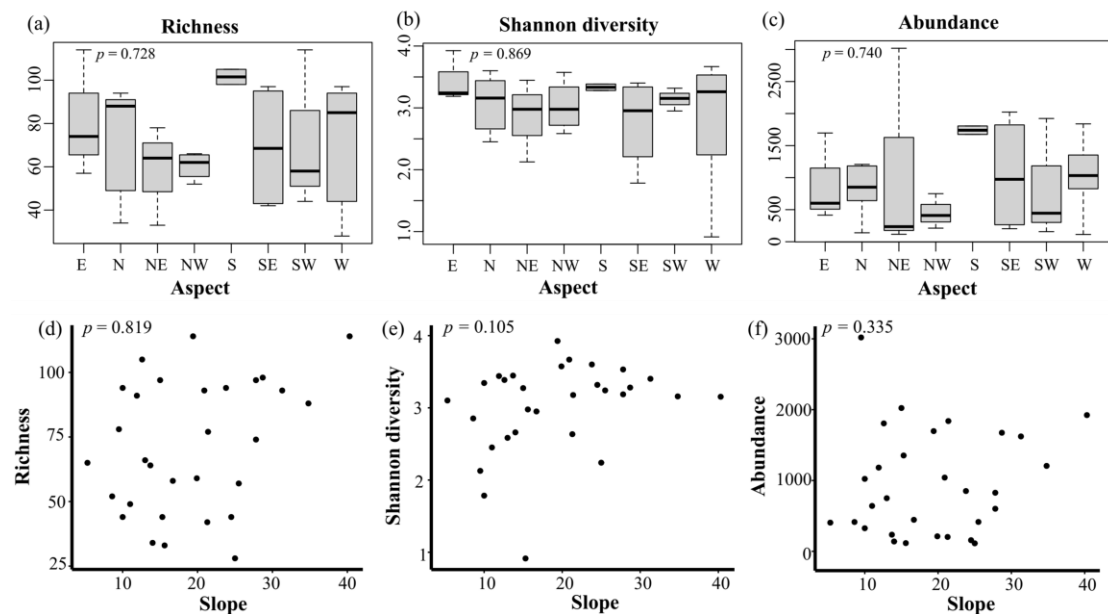 (a) Richness
p = 0.728
100
80
60
40
E N NE NW S SE SW W
Aspect
(b) Shannon diversity
p = 0.869
4.0
3.0
2.0
1.0
E N NE NW S SE SW W
Aspect
(c) Abundance
p = 0.740
2500
1500
500
0
E N NE NW S SE SW W
Aspect
(d) p = 0.819
Richness
100
75
50
25
10 20 30 40
Slope
(e) p = 0.105
Shannon diversity
4
3
2
1
10 20 30 40
Slope
(f) p = 0.335
Abundance
3000
2000
1000
0
10 20 30 40
Slope